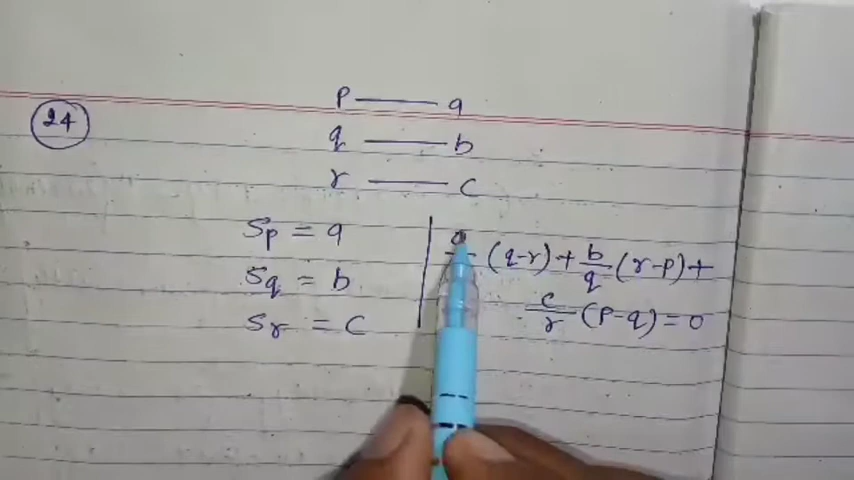 24
p — a
q — b
r — c
Sp = a
Sq = b
Sr = c
a (q-r) + b/q (r-p) +
c/r (p-q) = 0